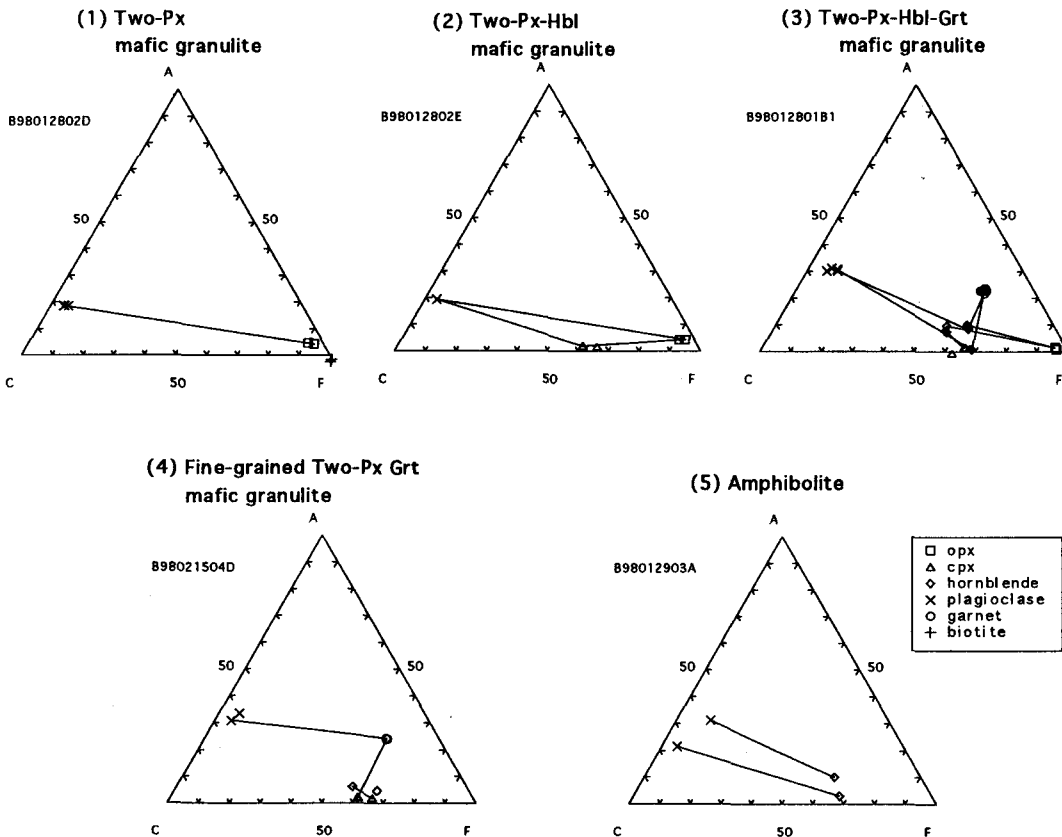 (1) Two-Px
mafic granulite
A
B98012802D
50
50
C
50
F
(2) Two-Px-Hbl
mafic granulite
A
B98012802E
50
50
C
50
F
(3) Two-Px-Hbl-Grt
mafic granulite
A
B98012801B1
50
50
C
50
F
(4) Fine-grained Two-Px Grt
mafic granulite
A
B98021504D
50
50
C
50
F
(5) Amphibolite
A
B98012903A
50
50
C
50
F
opx
cpx
hornblende
plagioclase
garnet
biotite